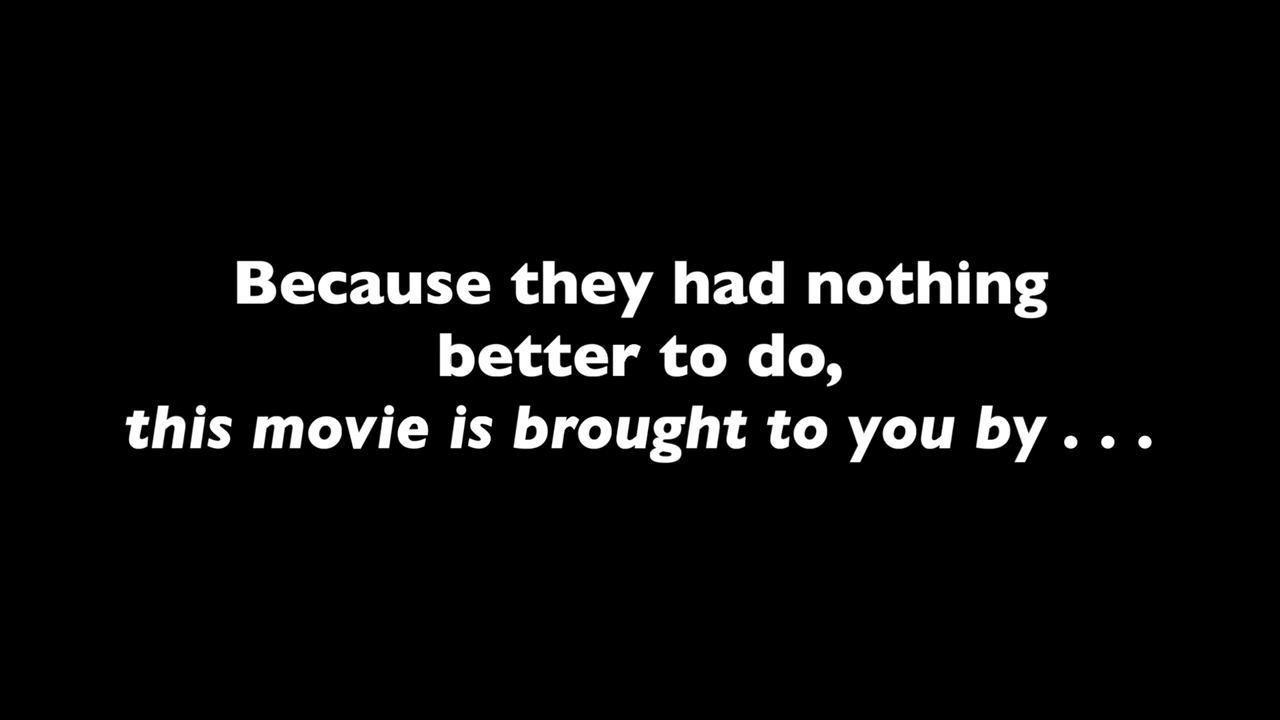 Because they had nothing
better to do,
this movie is brought to you by . . .